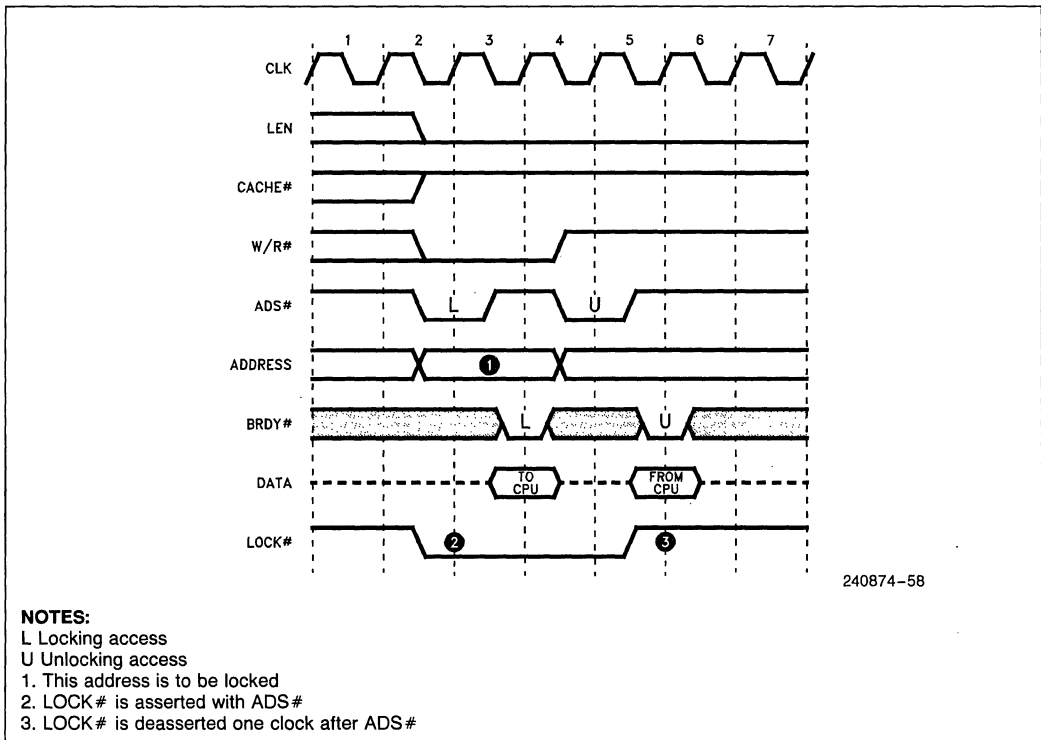 1 2 3 4 5 6 7
CLK
LEN
CACHE#
W/R#
ADS# L U
ADDRESS 1
BRDY# L U
DATA TO CPU FROM CPU
LOCK# 2 3
240874-58
NOTES:
L Locking access
U Unlocking access
1. This address is to be locked
2. LOCK# is asserted with ADS#
3. LOCK# is deasserted one clock after ADS#